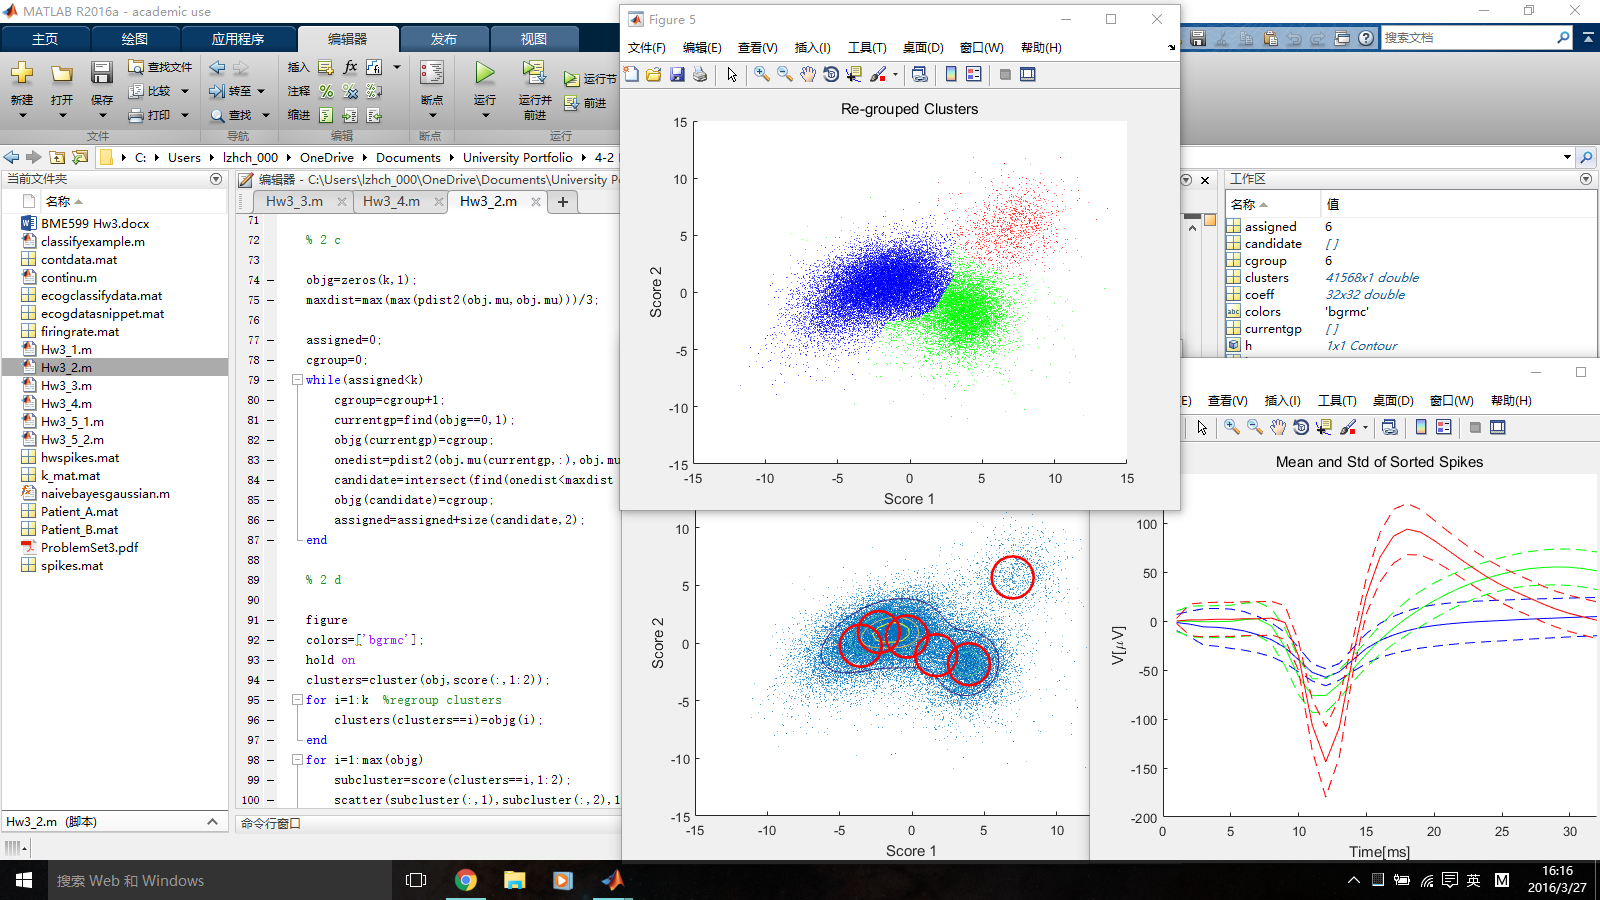 MATLAB R2016a - academic use
主页
绘图
应用程序
编辑器
发布
视图
搜索文档
新建
打开
保存
查找文件
比较
打印
转至
查找
插入
注释
缩进
断点
运行
运行并
前进
运行节
前进
文件
导航
编辑
断点
运行
C:
Users
lzhch_000
OneDrive
Documents
University Portfolio
4-2
当前文件夹
名称
BME599 Hw3.docx
classifyexample.m
contdata.mat
continu.m
ecogclassifydata.mat
ecogdatasnippet.mat
firingrate.mat
Hw3_1.m
Hw3_2.m
Hw3_3.m
Hw3_4.m
Hw3_5_1.m
Hw3_5_2.m
hwspikes.mat
k_mat.mat
naivebayesgaussian.m
Patient_A.mat
Patient_B.mat
ProblemSet3.pdf
spikes.mat
Hw3_2.m (脚本)
编辑器 - C:\Users\lzhch_000\OneDrive\Documents\University Po
Hw3_3.m
Hw3_4.m
Hw3_2.m
71
72 % 2 c
73
74 objg=zeros(k,1);
75 maxdist=max(max(pdist2(obj.mu,obj.mu)))/3;
76
77 assigned=0;
78 cgroup=0;
79 while(assigned<k)
80 cgroup=cgroup+1;
81 currentgp=find(objg==0,1);
82 objg(currentgp)=cgroup;
83 onedist=pdist2(obj.mu(currentgp,:),obj.mu
84 candidate=intersect(find(onedist<maxdist
85 objg(candidate)=cgroup;
86 assigned=assigned+size(candidate,2);
87 end
88
89 % 2 d
90
91 figure
92 colors=['bgrmc'];
93 hold on
94 clusters=cluster(obj,score(:,1:2));
95 for i=1:k %regroup clusters
96 clusters(clusters==i)=objg(i);
97 end
98 for i=1:max(objg)
99 subcluster=score(clusters==i,1:2);
100 scatter(subcluster(:,1),subcluster(:,2),1
命令行窗口
Figure 5
文件(F)
编辑(E)
查看(V)
插入(I)
工具(T)
桌面(D)
窗口(W)
帮助(H)
Re-grouped Clusters
15
10
5
0
-5
-10
-15
Score 2
-15
-10
-5
0
5
10
15
Score 1
10
5
0
-5
-10
-15
Score 2
-15
-10
-5
0
5
10
Score 1
工作区
名称
值
assigned 6
candidate []
cgroup 6
clusters 41568x1 double
coeff 32x32 double
colors 'bgrmc'
currentgp []
h 1x1 Contour
E)
查看(V)
插入(I)
工具(T)
桌面(D)
窗口(W)
帮助(H)
Mean and Std of Sorted Spikes
100
50
0
-50
-100
-150
-200
V[μV]
0
5
10
15
20
25
30
Time[ms]
搜索 Web 和 Windows
英
M
16:16
2016/3/27